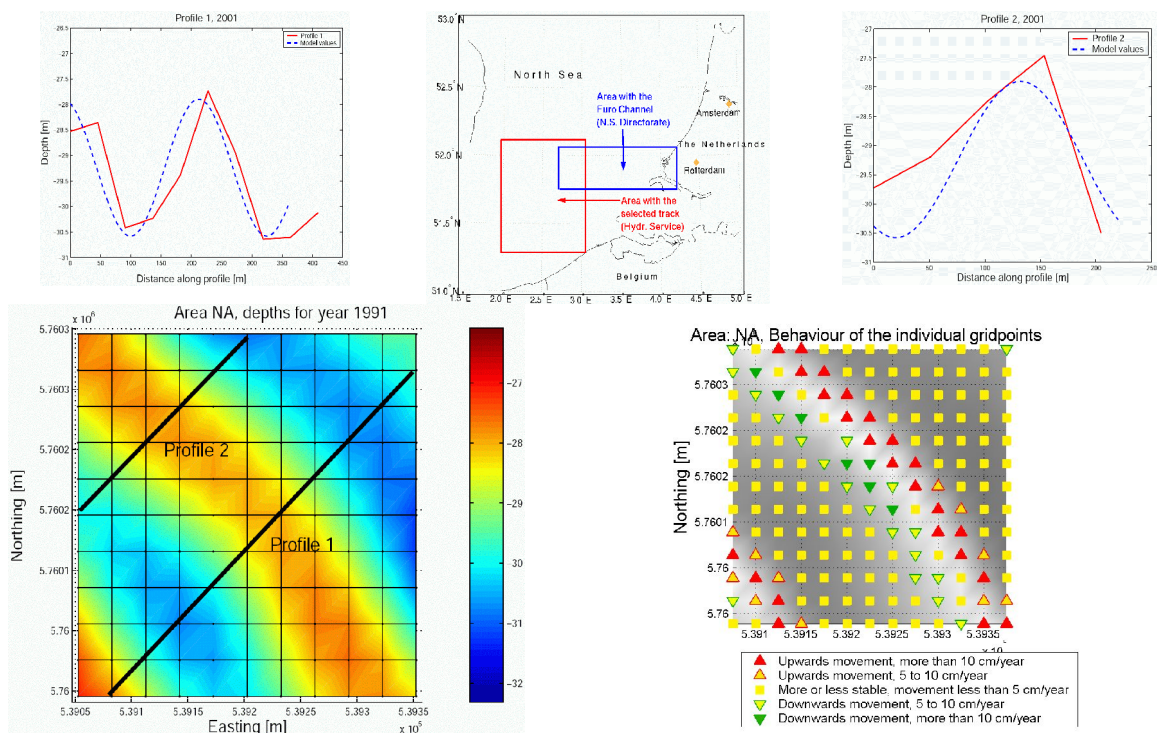 Profile 1, 2001
-26.5
-27
-27.5
-28
-28.5
-29
-29.5
-30
-30.5
-31
Depth [m]
Profile 1
Model values
0 50 100 150 200 250 300 350 400 450
Distance along profile [m]
53.0 N
52.5 N
52.0 N
51.5 N
51.0 N
North Sea
Area with the
Euro Channel
(N.S. Directorate)
Amsterdam
The Netherlands
Rotterdam
Area with the
selected track
(Hydr. Service)
Belgium
1.5 E 2.0 E 2.5 E 3.0 E 3.5 E 4.0 E 4.5 E 5.0 E
Profile 2, 2001
-27
-27.5
-28
-28.5
-29
-29.5
-30
-30.5
-31
Depth [m]
Profile 2
Model values
0 50 100 150 200 250
Distance along profile [m]
Area NA, depths for year 1991
x 10⁶
5.7603
5.7603
5.7602
5.7602
5.7601
5.76
5.76
Northing [m]
Profile 2
Profile 1
5.3905 5.391 5.3915 5.392 5.3925 5.393 5.3935
x 10⁵
Easting [m]
-27
-28
-29
-30
-31
-32
Area: NA, Behaviour of the individual gridpoints
5.7603
5.7602
5.7602
5.7601
5.76
5.76
Northing [m]
5.391 5.3915 5.392 5.3925 5.393 5.3935
Upwards movement, more than 10 cm/year
Upwards movement, 5 to 10 cm/year
More or less stable, movement less than 5 cm/year
Downwards movement, 5 to 10 cm/year
Downwards movement, more than 10 cm/year